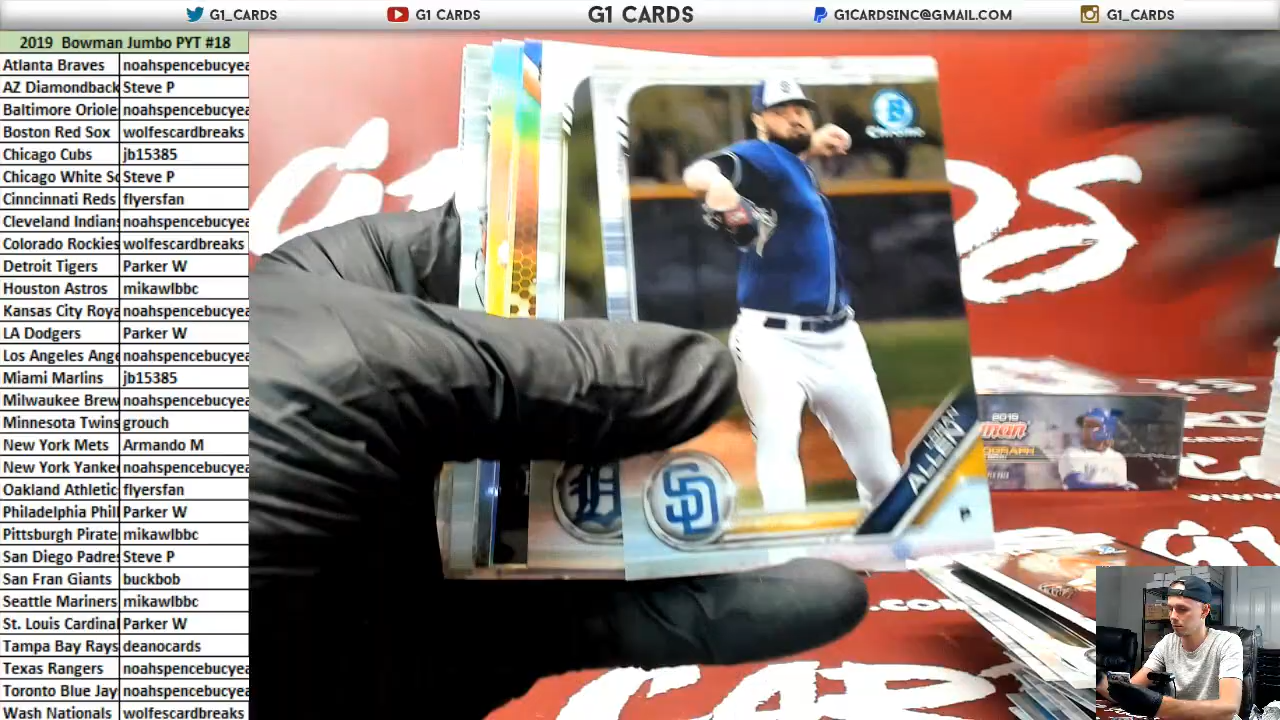 G1_CARDS
G1 CARDS
G1 CARDS
G1CARDSINC@GMAIL.COM
G1_CARDS
2019 Bowman Jumbo PYT #18
Atlanta Braves noahspencebucyea
AZ Diamondback Steve P
Baltimore Oriole noahspencebucyea
Boston Red Sox wolfescardbreaks
Chicago Cubs jb15385
Chicago White So Steve P
Cinncinnati Reds flyersfan
Cleveland Indian noahspencebucyea
Colorado Rockies wolfescardbreaks
Detroit Tigers Parker W
Houston Astros mikawlbbc
Kansas City Roya noahspencebucyea
LA Dodgers Parker W
Los Angeles Ange noahspencebucyea
Miami Marlins jb15385
Milwaukee Brew noahspencebucyea
Minnesota Twins grouch
New York Mets Armando M
New York Yankee noahspencebucyea
Oakland Athletic flyersfan
Philadelphia Phill Parker W
Pittsburgh Pirate mikawlbbc
San Diego Padre Steve P
San Fran Giants buckbob
Seattle Mariners mikawlbbc
St. Louis Cardinal Parker W
Tampa Bay Rays deanocards
Texas Rangers noahspencebucyea
Toronto Blue Jay noahspencebucyea
Wash Nationals wolfescardbreaks
B
Chrome
ALLEN
P
D
SD
2019